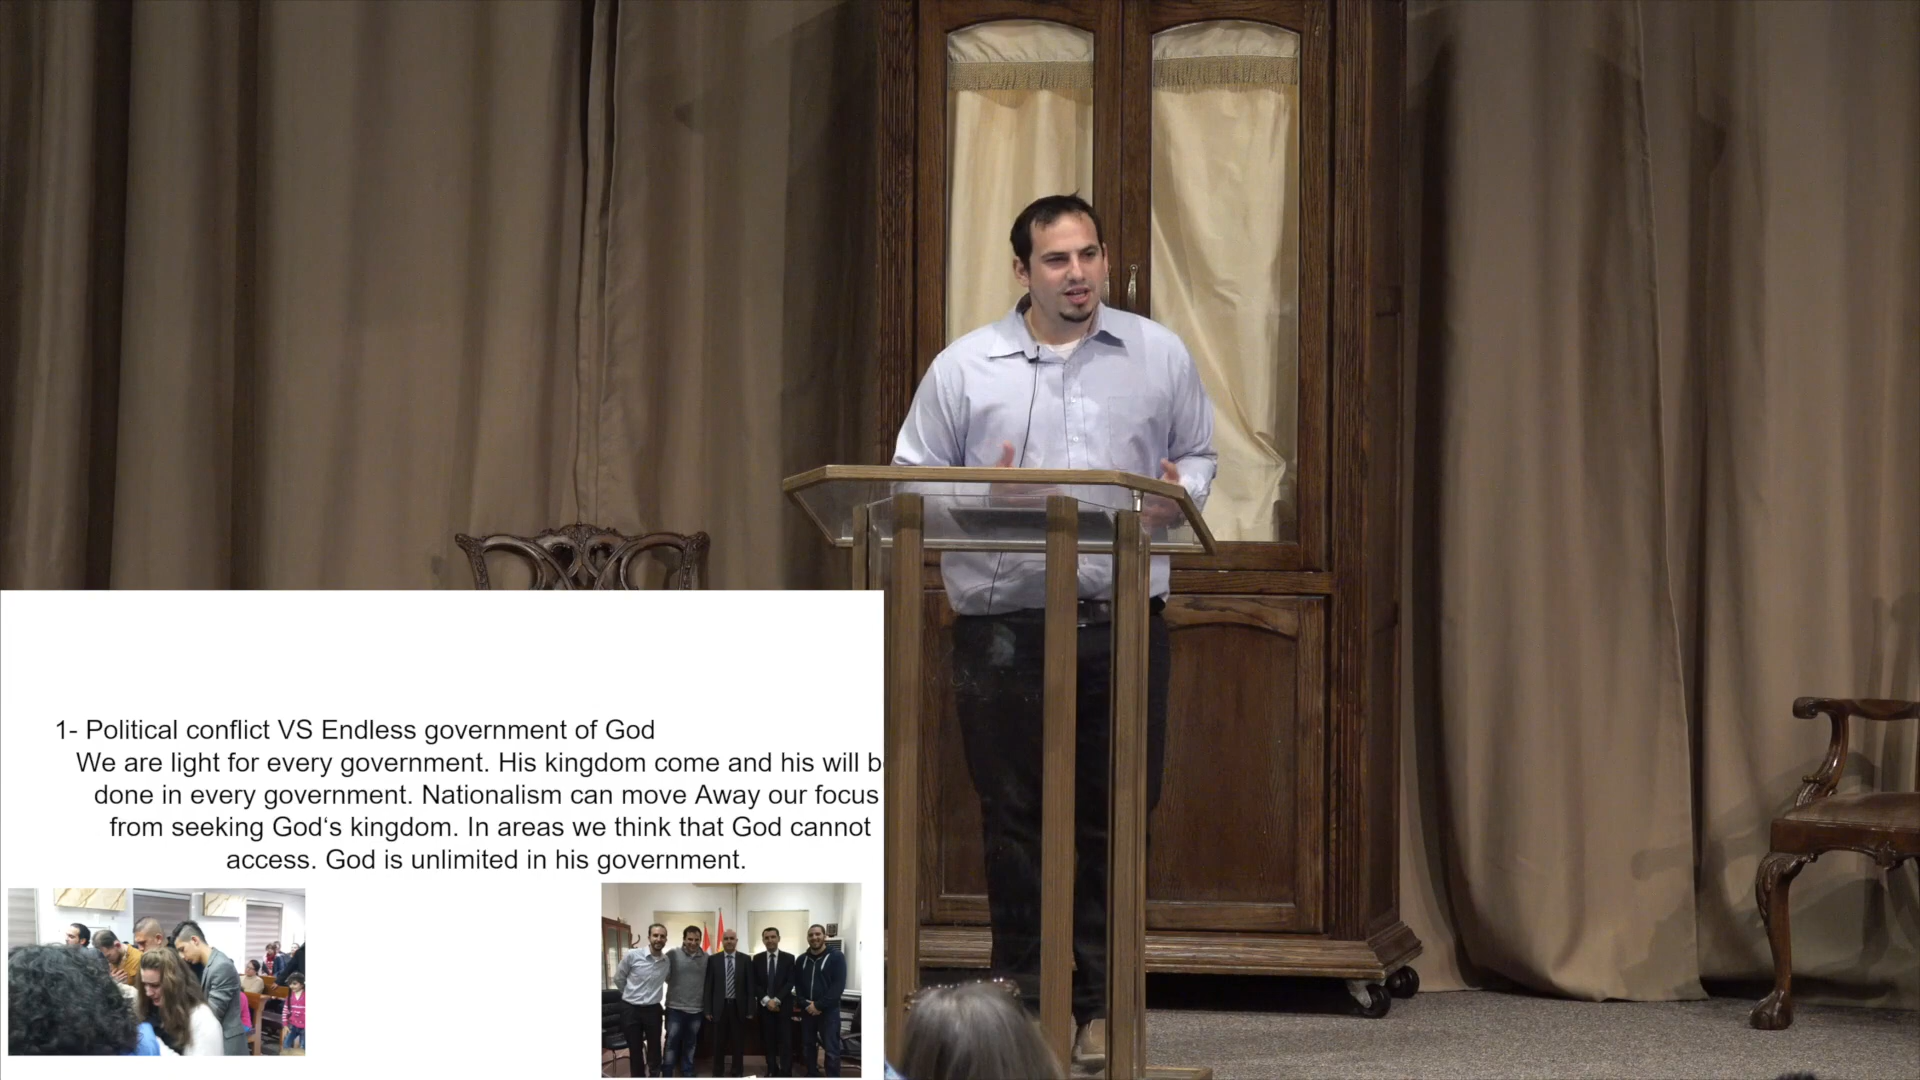 1- Political conflict VS Endless government of God
We are light for every government. His kingdom come and his will b
done in every government. Nationalism can move Away our focus
from seeking God‘s kingdom. In areas we think that God cannot
access. God is unlimited in his government.